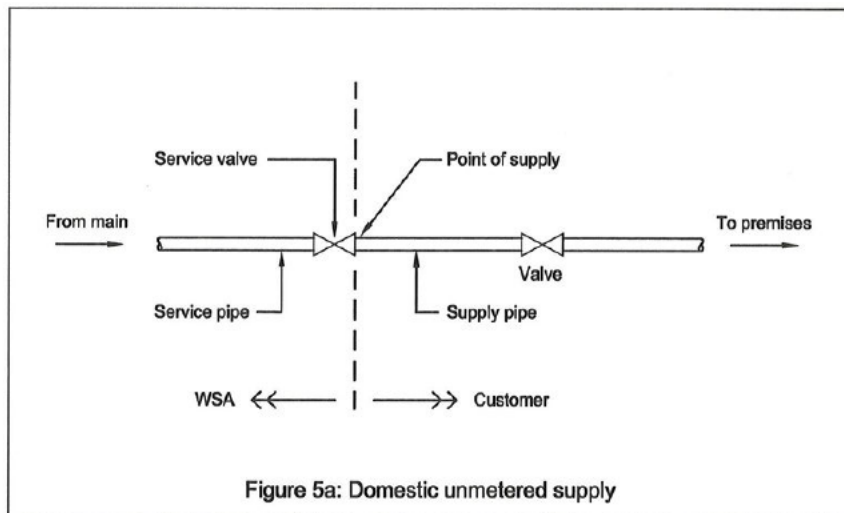 Service valve
Point of supply
From main
To premises
Valve
Service pipe
Supply pipe
WSA
Customer
Figure 5a: Domestic unmetered supply